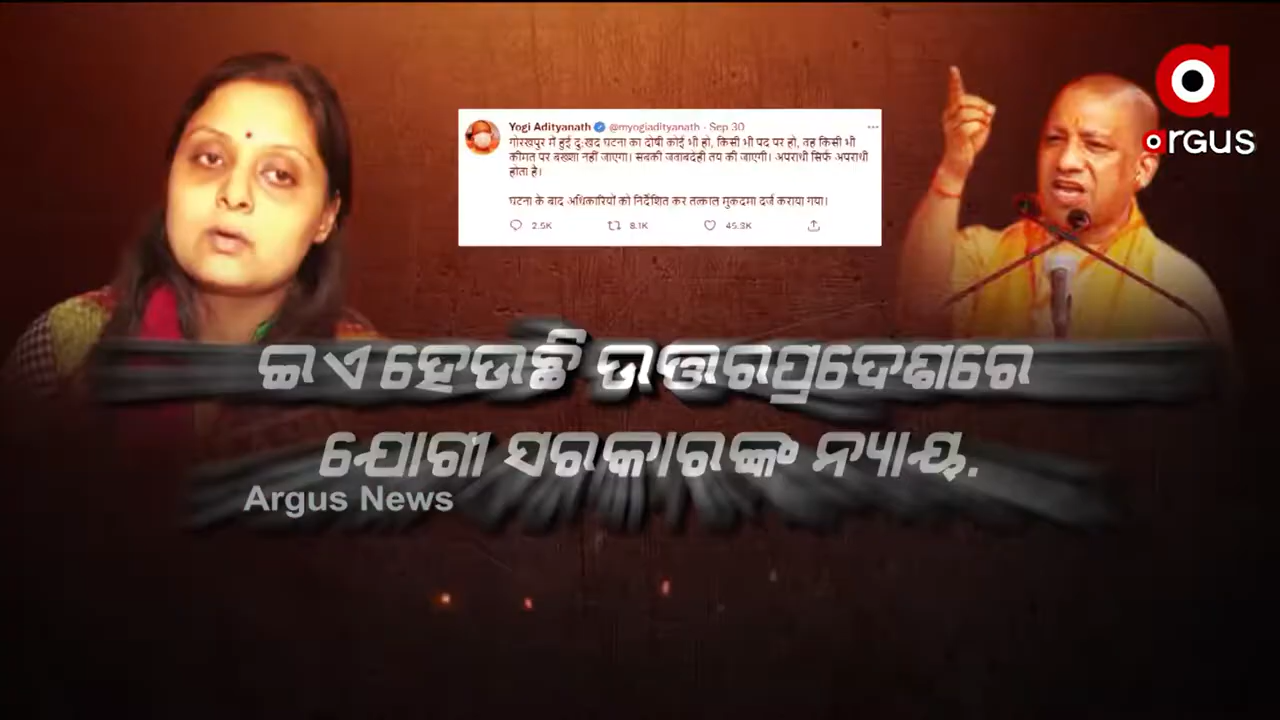 argus
Yogi Adityanath @myogiadityanath · Sep 30
गोरखपुर में हुई दुःखद घटना का दोषी कोई भी हो, किसी भी पद पर हो, वह किसी भी
कीमत पर बख्शा नहीं जाएगा। सबकी जवाबदेही तय की जाएगी। अपराधी सिर्फ अपराधी
होता है।
घटना के बाद अधिकारियों को निर्देशित कर तत्काल मुकदमा दर्ज कराया गया।
2.5K 8.1K 45.3K
ଇଏ ହେଉଛି ଉତ୍ତରପ୍ରଦେଶରେ
ଯୋଗୀ ସରକାରଙ୍କ ନ୍ୟାୟ.
Argus News